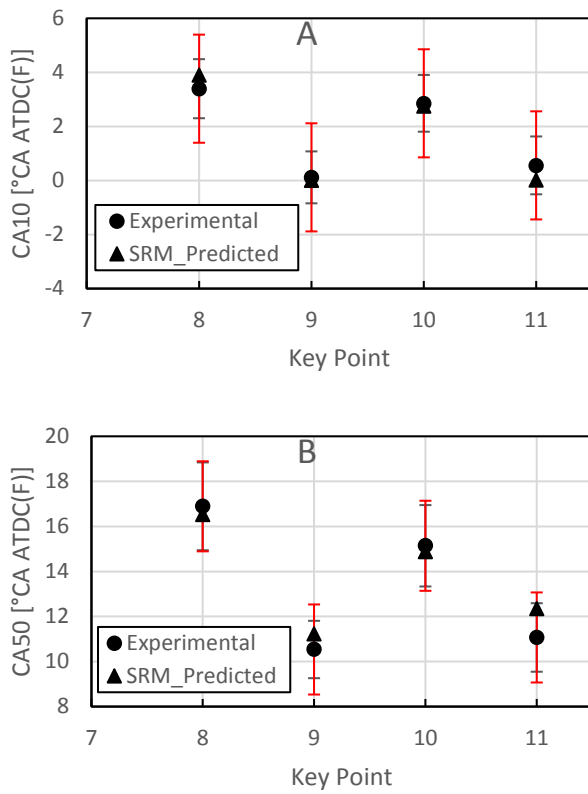 A
6
4
2
0
-2
-4
CA10 [°CA ATDC(F)]
Experimental
SRM_Predicted
7 8 9 10 11
Key Point
B
20
18
16
14
12
10
8
CA50 [°CA ATDC(F)]
Experimental
SRM_Predicted
7 8 9 10 11
Key Point